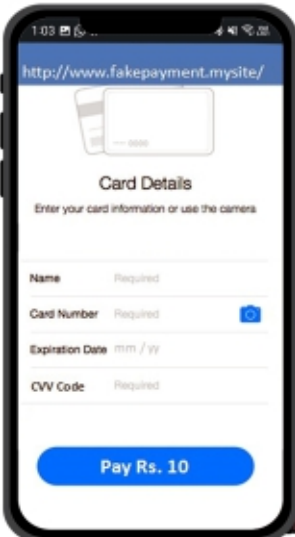 1:03
http://www.fakepayment.mysite/
0000
Card Details
Enter your card information or use the camera
Name Required
Card Number Required
Expiration Date mm / yy
CVV Code Required
Pay Rs. 10